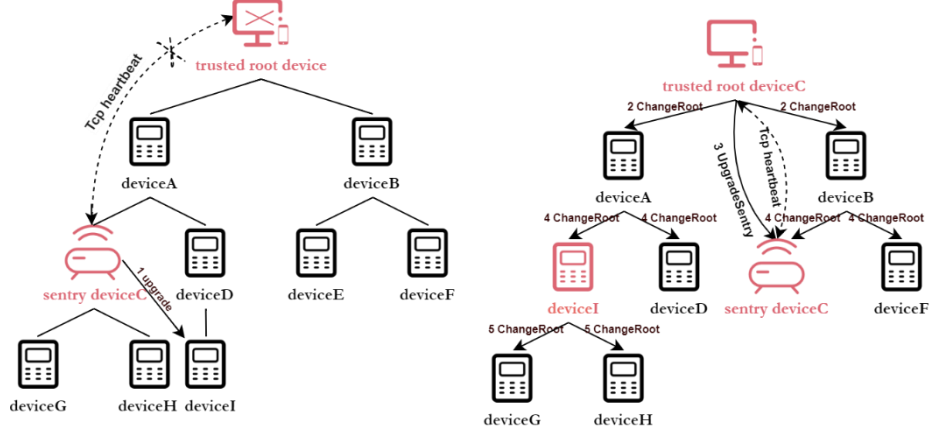 Tcp heartbeat
trusted root device
deviceA
deviceB
sentry deviceC
1 upgrade
deviceD
deviceE
deviceF
deviceG
deviceH
deviceI
trusted root deviceC
2 ChangeRoot
2 ChangeRoot
deviceA
3 UpgradeSentry
Tcp heartbeat
deviceB
4 ChangeRoot
4 ChangeRoot
4 ChangeRoot
4 ChangeRoot
deviceI
deviceD
sentry deviceC
deviceF
5 ChangeRoot
5 ChangeRoot
deviceG
deviceH